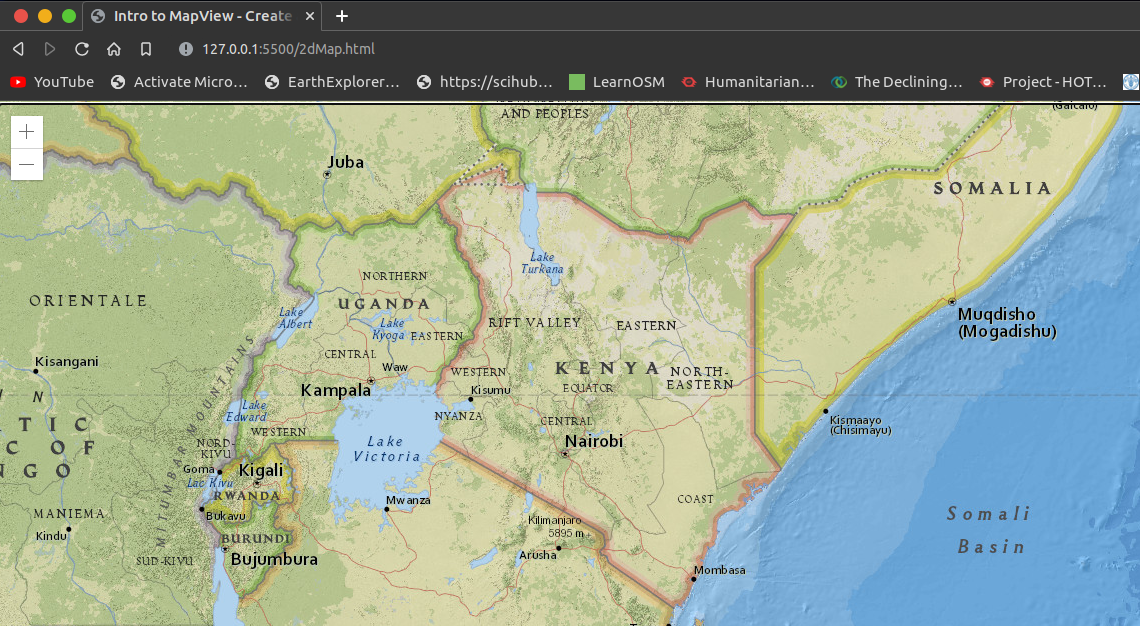 Intro to MapView - Create
127.0.0.1:5500/2dMap.html
YouTube
Activate Micro...
EarthExplorer...
https://scihub...
LearnOSM
Humanitarian...
The Declining...
Project - HOT...
(Galcaio)
AND PEOPLES
Juba
SOMALIA
Lake
Turkana
NORTHERN
ORIENTALE
UGANDA
Lake
Albert
Muqdisho
(Mogadishu)
Lake
Kyoga
EASTERN
RIFT VALLEY
EASTERN
CENTRAL
Kisangani
Waw
WESTERN
KENYA
NORTH-
EASTERN
EQUATOR
Kampala
Kisumu
I N
Lake
Edward
NYANZA
CENTRAL
Kismaayo
(Chisimayu)
TIC
C OF
NGO
WESTERN
MITUMBAR MOUNTAINS
NORD-
KIVU
Lake
Victoria
Nairobi
Goma
Kigali
Lac Kivu
RWANDA
Mwanza
COAST
MANIEMA
Bukavu
Kilimanjaro
5895 m
Somali
Basin
Kindu
BURUNDI
SUD-KIVU
Bujumbura
Arusha
Mombasa